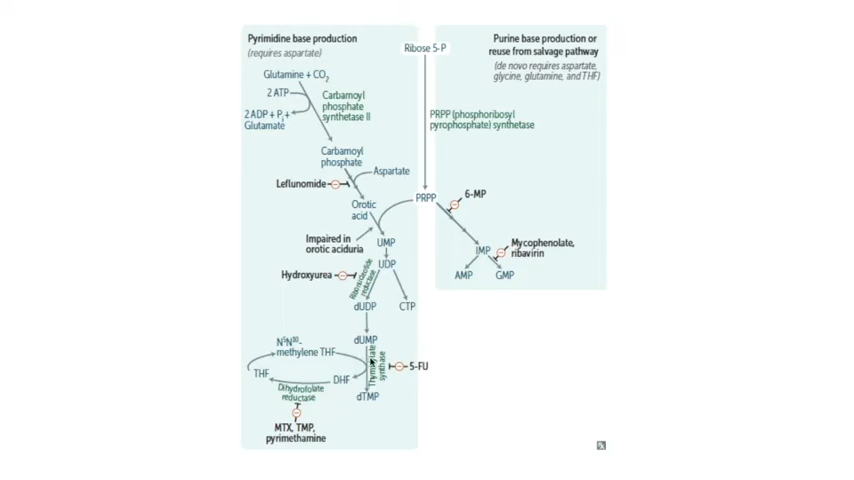 Pyrimidine base production
(requires aspartate)
Ribose 5-P
Purine base production or
reuse from salvage pathway
(de novo requires aspartate,
glycine, glutamine, and THF)
Glutamine + CO₂
2 ATP
2 ADP + Pᵢ +
Glutamate
Carbamoyl
phosphate
synthetase II
PRPP (phosphoribosyl
pyrophosphate) synthetase
Carbamoyl
phosphate
Aspartate
Leflunomide
Orotic
acid
PRPP
6-MP
Impaired in
orotic aciduria
UMP
IMP
Mycophenolate,
ribavirin
AMP
GMP
UDP
Hydroxyurea
Ribonucleotide
reductase
dUDP
CTP
N⁵N¹⁰-
methylene THF
dUMP
Thymidylate
synthase
5-FU
THF
DHF
Dihydrofolate
reductase
dTMP
MTX, TMP,
pyrimethamine